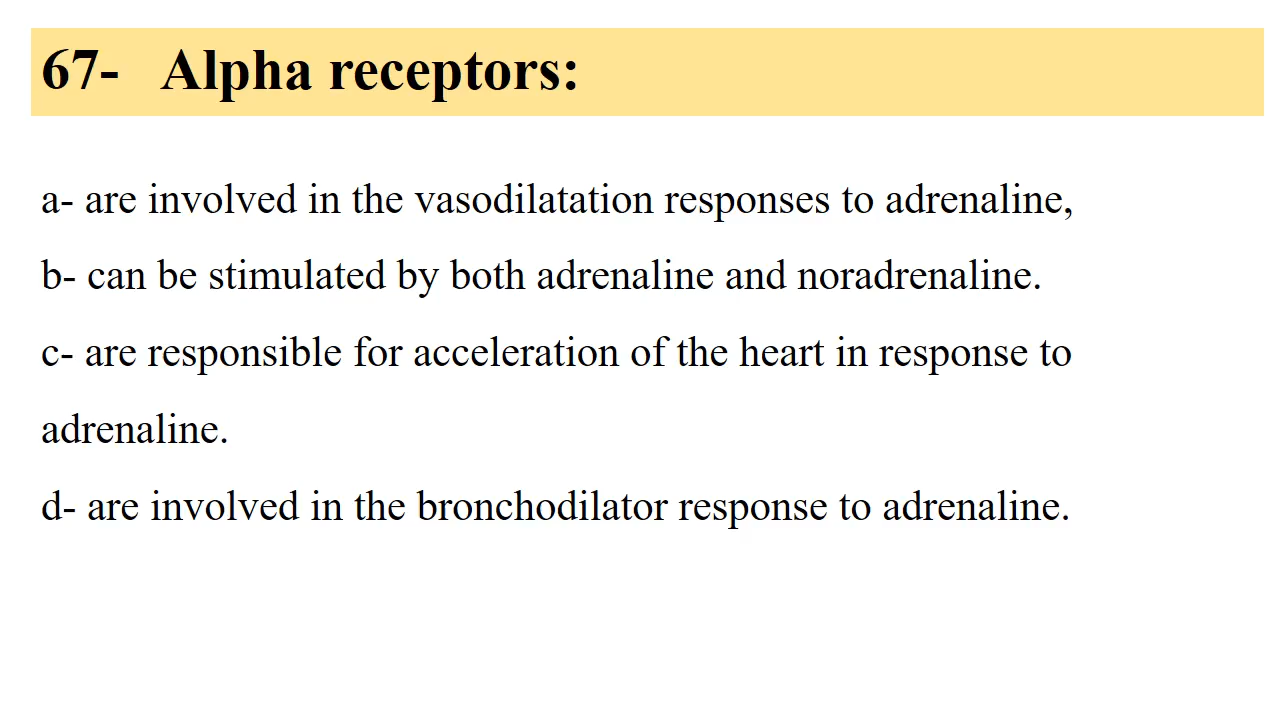 67- Alpha receptors:
a- are involved in the vasodilatation responses to adrenaline,
b- can be stimulated by both adrenaline and noradrenaline.
c- are responsible for acceleration of the heart in response to
adrenaline.
d- are involved in the bronchodilator response to adrenaline.